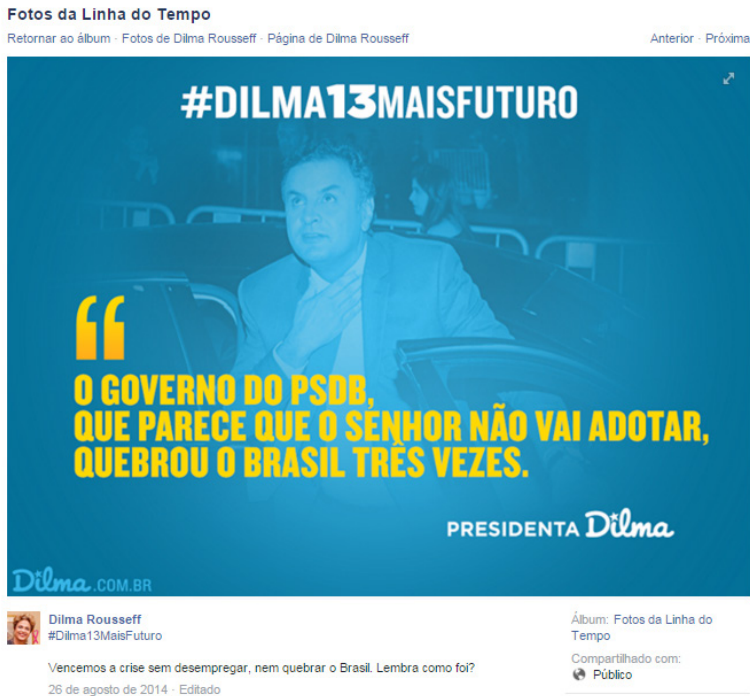 Fotos da Linha do Tempo
Retornar ao álbum · Fotos de Dilma Rousseff · Página de Dilma Rousseff
Anterior · Próxima
#DILMA13MAISFUTURO
“
O GOVERNO DO PSDB,
QUE PARECE QUE O SENHOR NÃO VAI ADOTAR,
QUEBROU O BRASIL TRÊS VEZES.
PRESIDENTA Dilma
Dilma.COM.BR
Dilma Rousseff
#Dilma13MaisFuturo
Vencemos a crise sem desempregar, nem quebrar o Brasil. Lembra como foi?
26 de agosto de 2014 · Editado
Álbum: Fotos da Linha do
Tempo
Compartilhado com:
Público